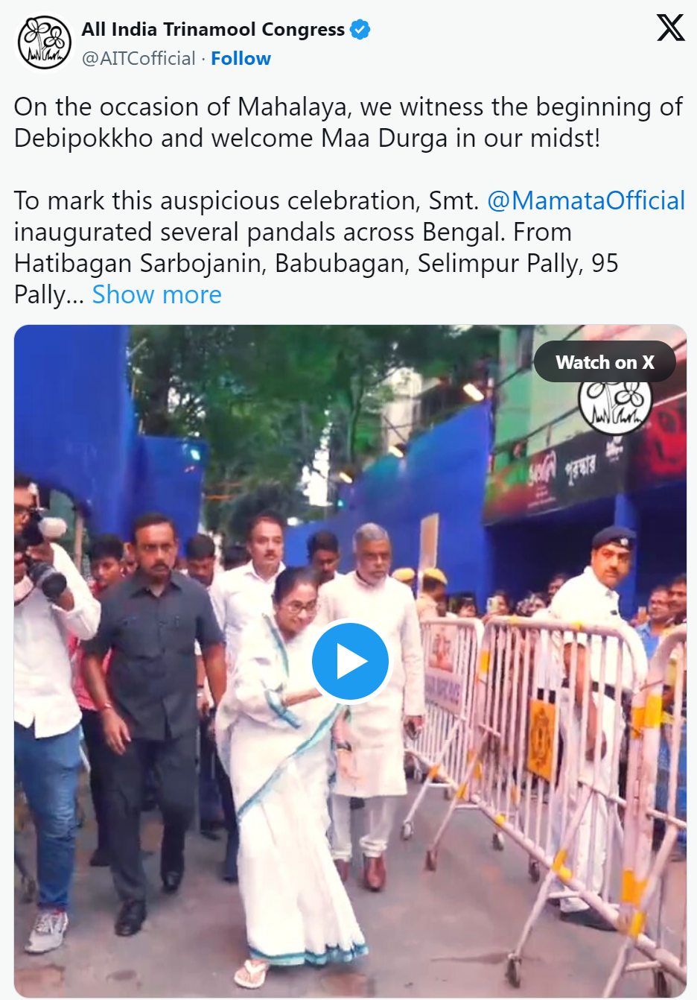 All India Trinamool Congress
@AITCofficial · Follow
On the occasion of Mahalaya, we witness the beginning of
Debipokkho and welcome Maa Durga in our midst!
To mark this auspicious celebration, Smt. @MamataOfficial
inaugurated several pandals across Bengal. From
Hatibagan Sarbojanin, Babubagan, Selimpur Pally, 95
Pally... Show more
Watch on X
পুরস্কার